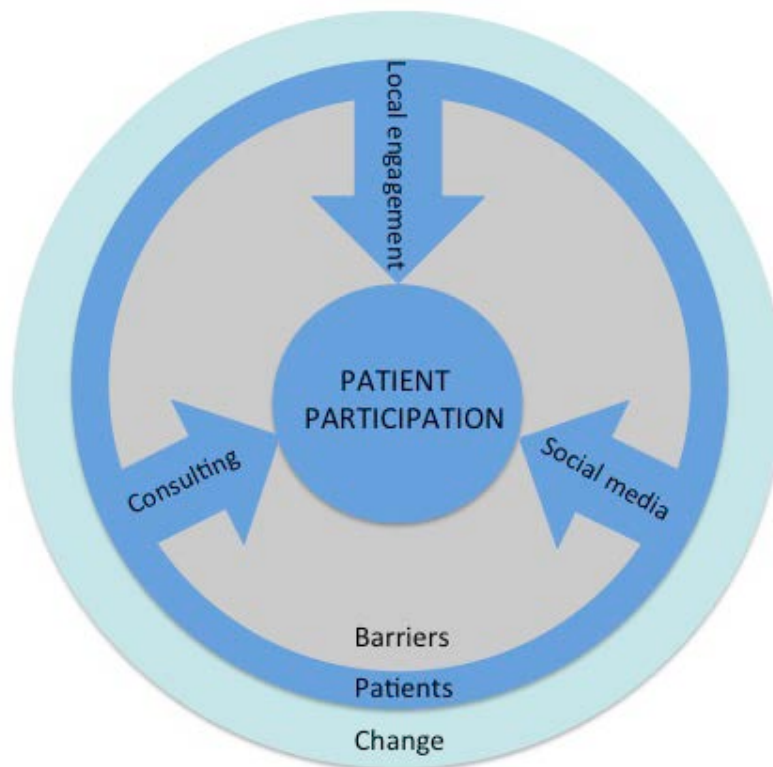 Local engagement
PATIENT
PARTICIPATION
Consulting
Social media
Barriers
Patients
Change